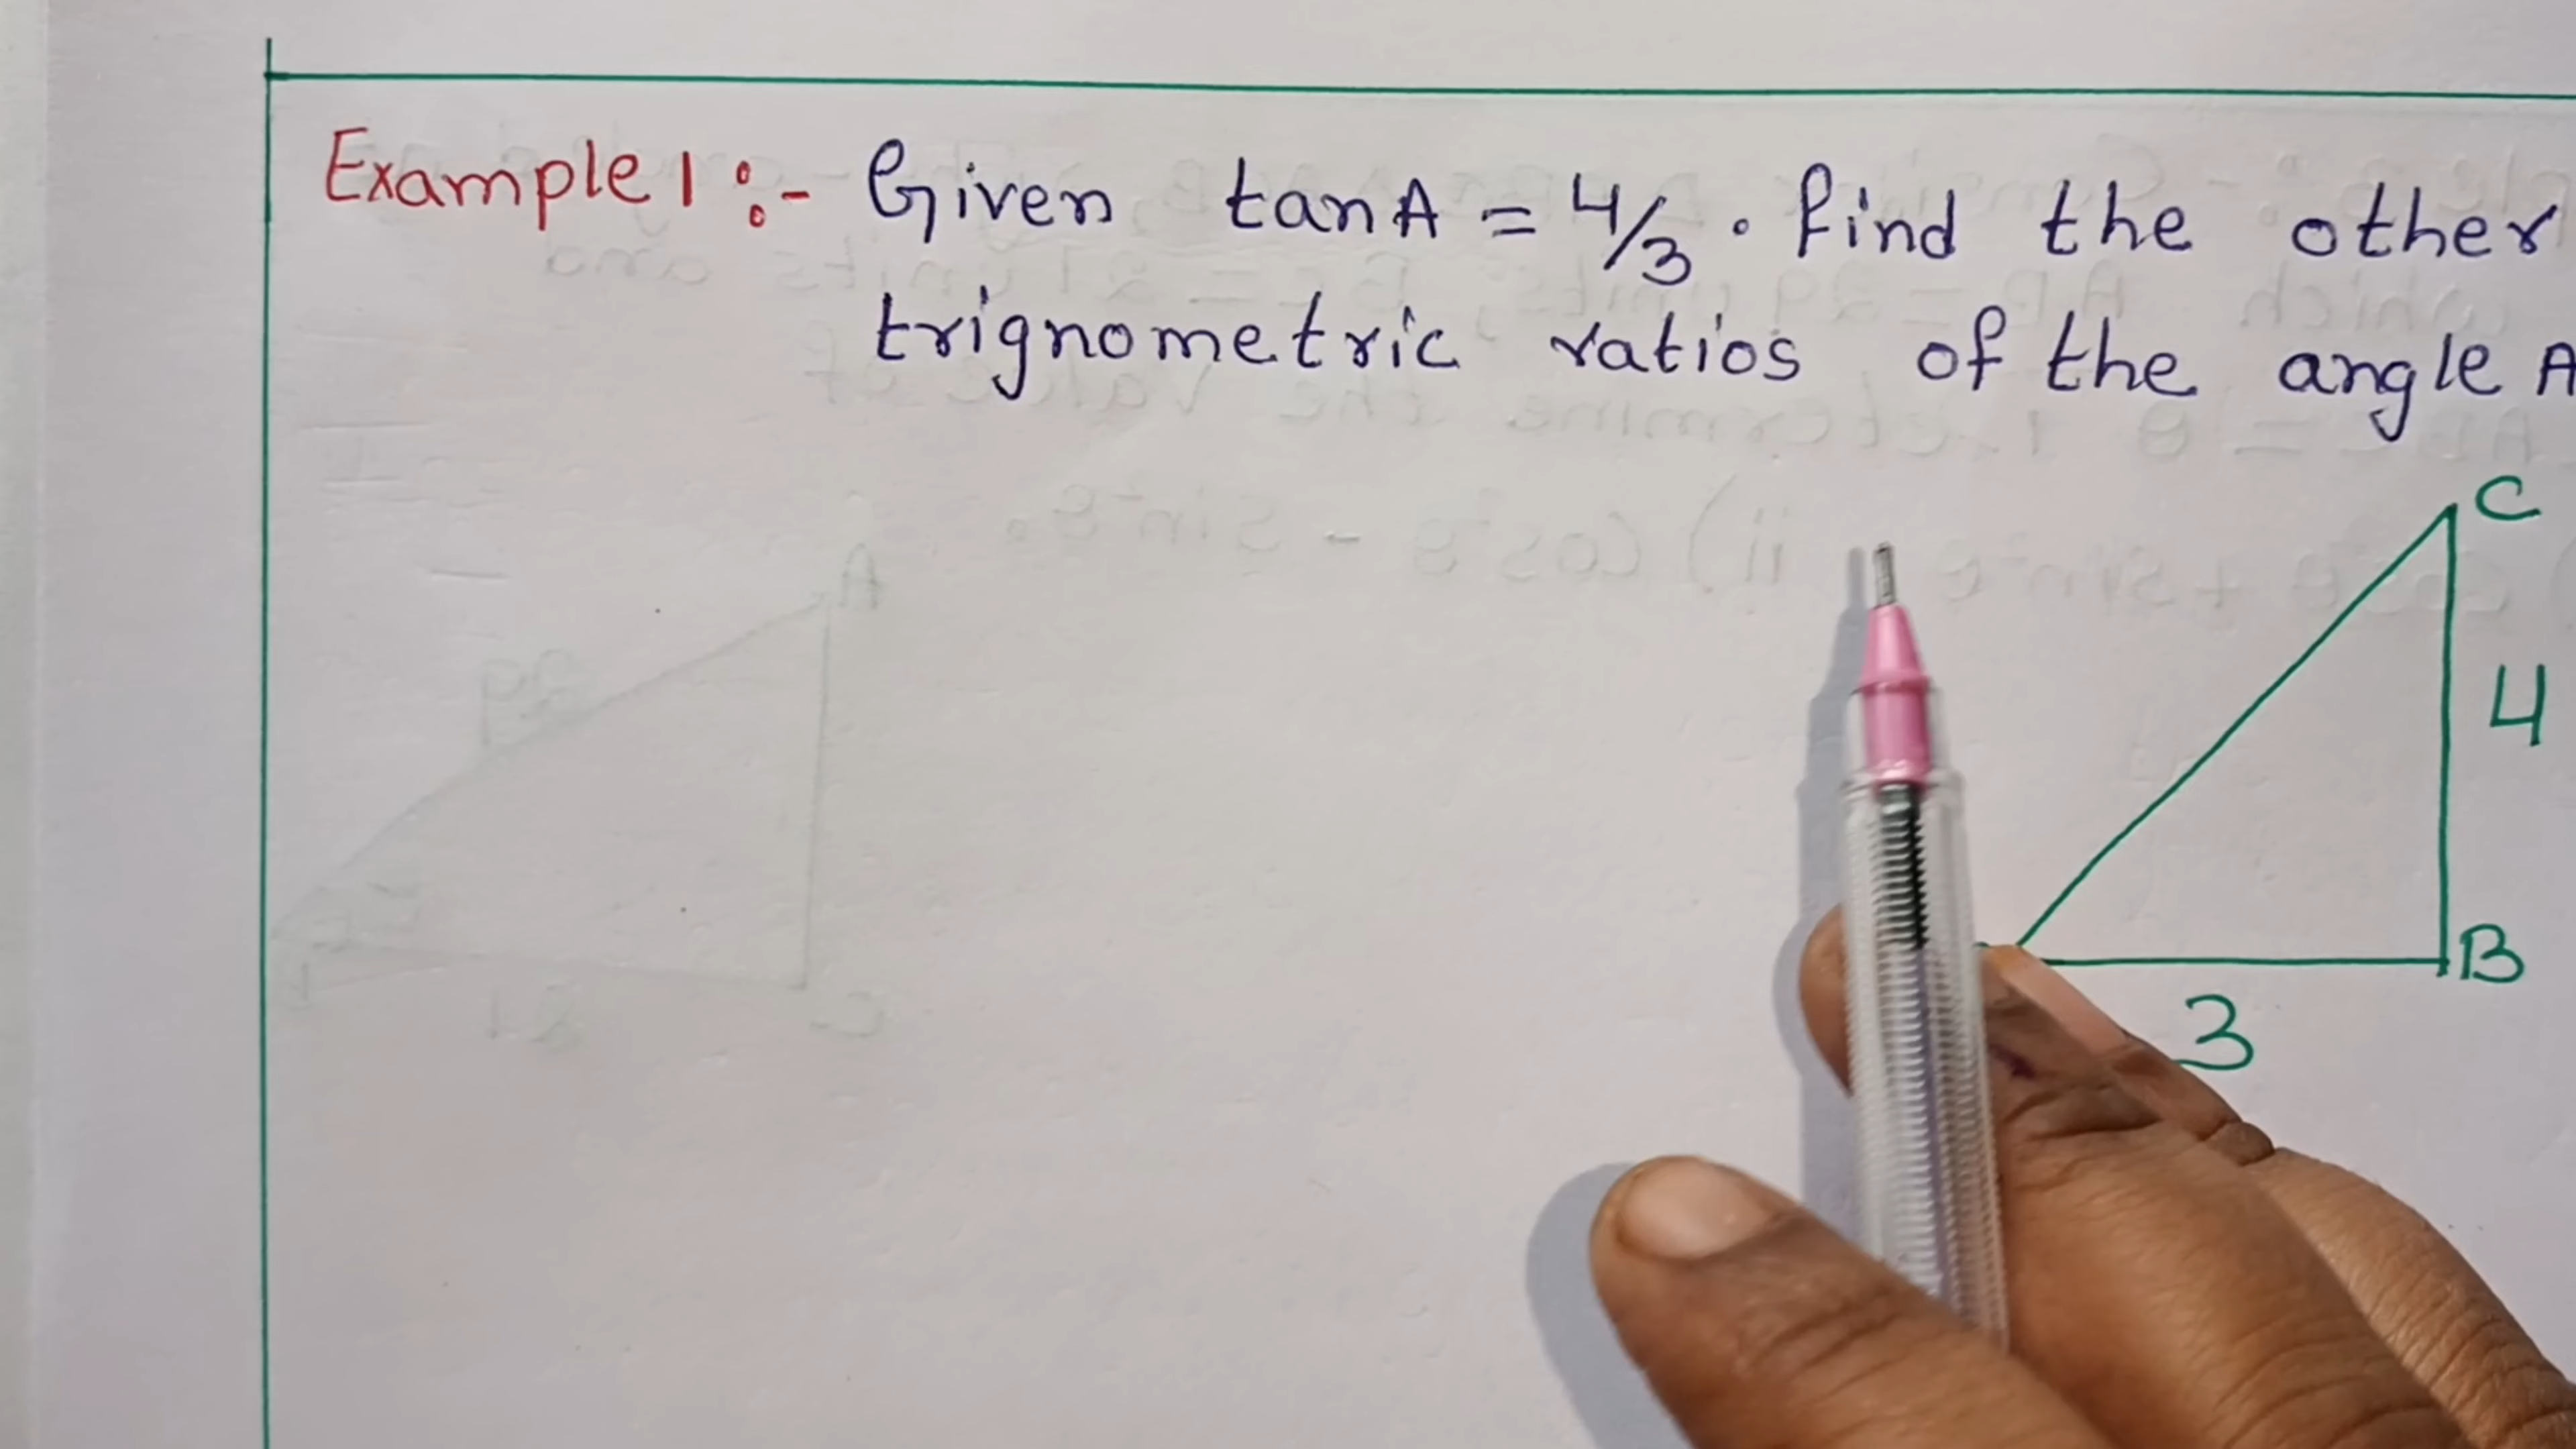 Example 1 :- Given tan A = 4/3 . find the other
trignometric ratios of the angle A
C
4
B
3